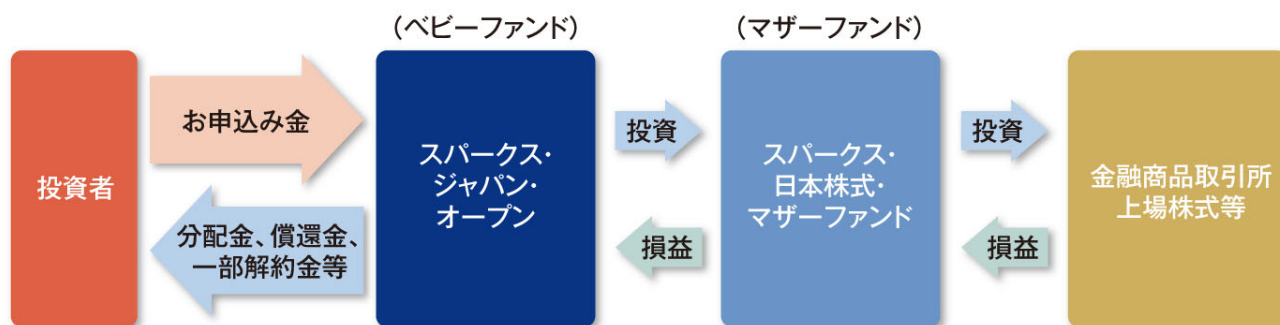 (ベビーファンド)
(マザーファンド)
投資者
お申込み金
分配金、償還金、
一部解約金等
スパークス・
ジャパン・
オープン
投資
損益
スパークス・
日本株式・
マザーファンド
投資
損益
金融商品取引所
上場株式等